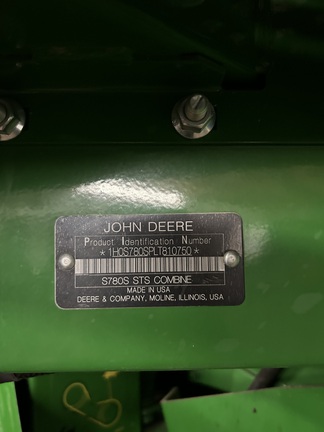 JOHN DEERE
Product Identification Number
*1H0S780SPLT810750*
S780S STS COMBINE
MADE IN USA
DEERE & COMPANY, MOLINE, ILLINOIS, USA